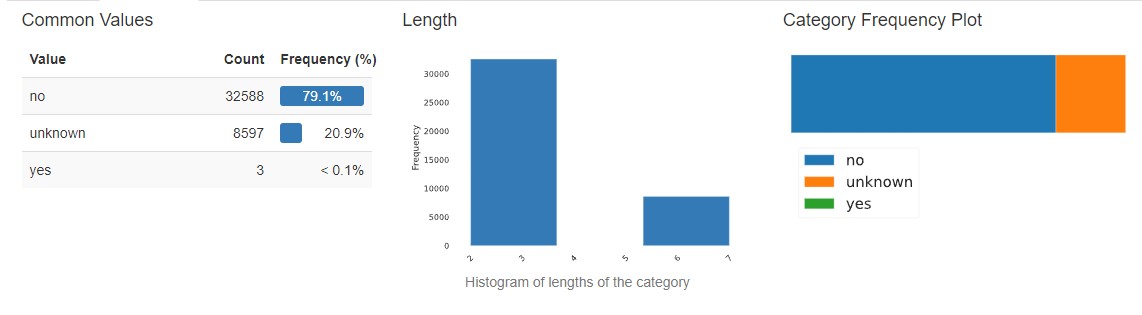 Common Values
Value Count Frequency (%)
no 32588 79.1%
unknown 8597 20.9%
yes 3 < 0.1%
Length
30000
25000
20000
15000
10000
5000
0
Frequency
2 3 4 5 6 7
Histogram of lengths of the category
Category Frequency Plot
no
unknown
yes